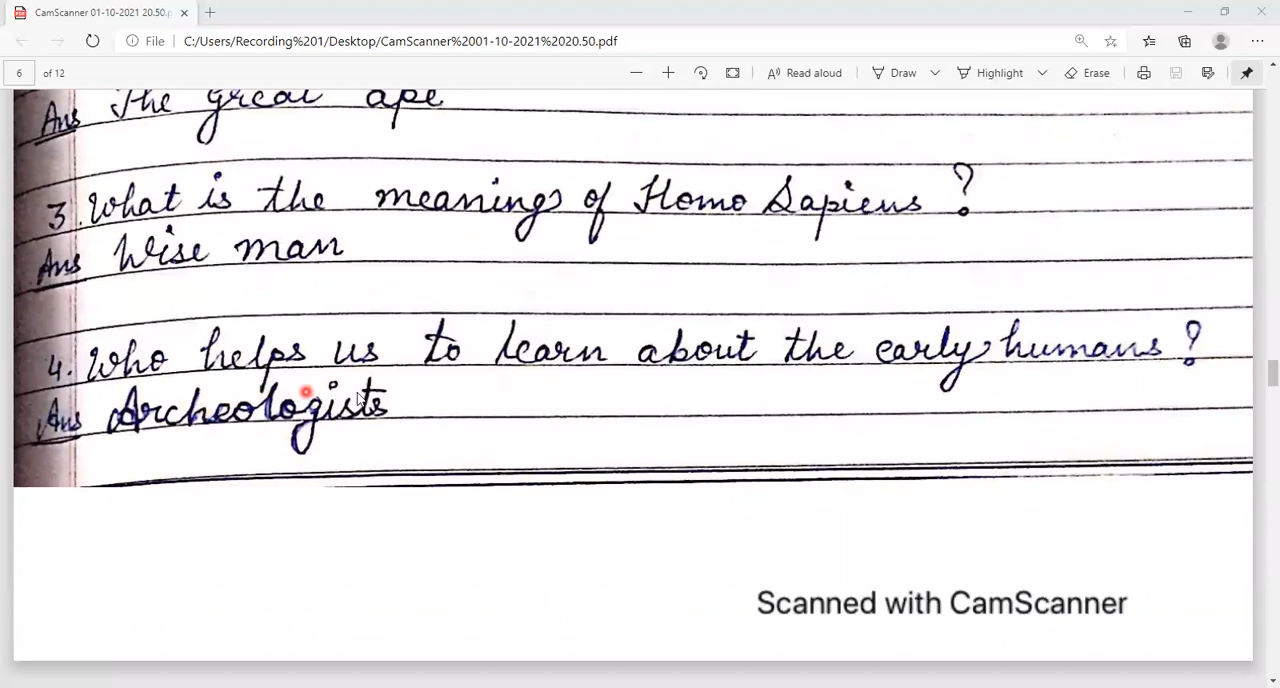 CamScanner 01-10-2021 20.50.p
File C:/Users/Recording%201/Desktop/CamScanner%2001-10-2021%2020.50.pdf
6 of 12 Read aloud Draw Highlight Erase
Ans The great ape
3. What is the meaning of Homo Sapiens ?
Ans Wise man
4. Who helps us to learn about the early humans ?
Ans Archeologists
Scanned with CamScanner